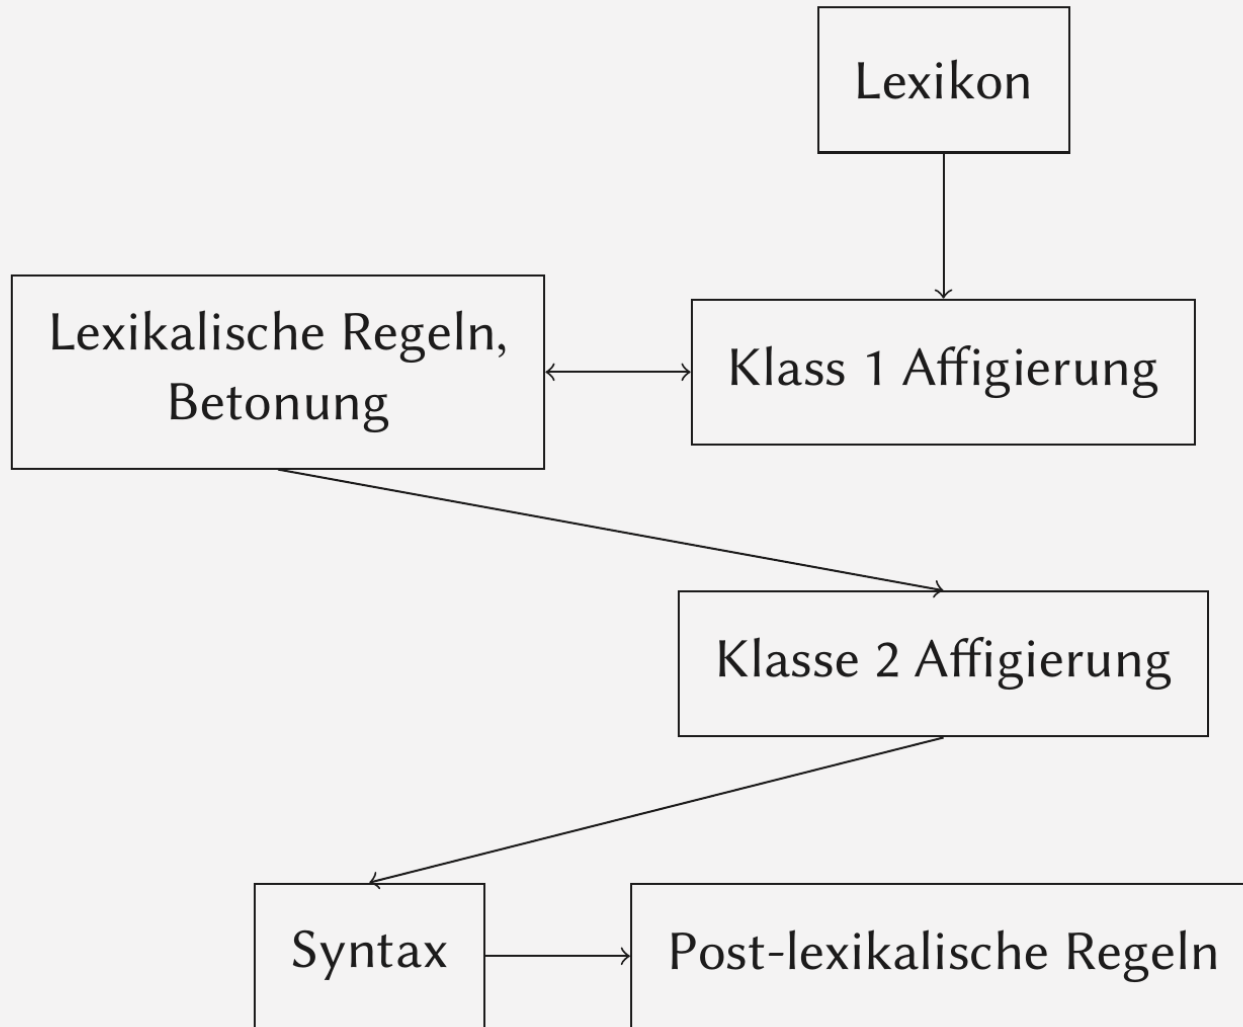 Lexikon
Lexikalische Regeln,
Betonung
Klass 1 Affigierung
Klasse 2 Affigierung
Syntax
Post-lexikalische Regeln